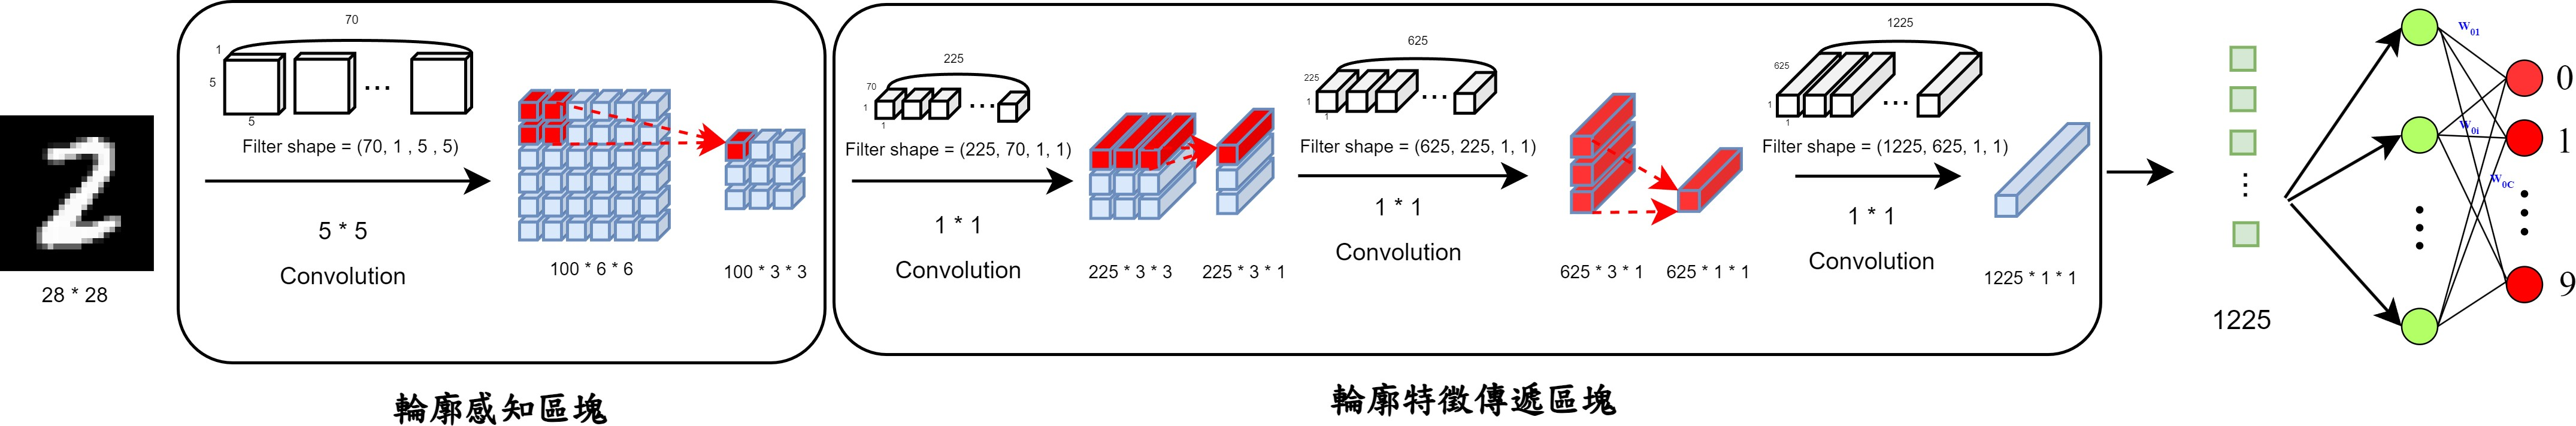 28 * 28
70
1
5
5
Filter shape = (70, 1 , 5 , 5)
5 * 5
Convolution
100 * 6 * 6
100 * 3 * 3
輪廓感知區塊
225
70
1
1
Filter shape = (225, 70, 1, 1)
1 * 1
Convolution
225 * 3 * 3
225 * 3 * 1
625
225
1
1
Filter shape = (625, 225, 1, 1)
1 * 1
Convolution
625 * 3 * 1
625 * 1 * 1
1225
625
1
1
Filter shape = (1225, 625, 1, 1)
1 * 1
Convolution
1225 * 1 * 1
輪廓特徵傳遞區塊
1225
W01
W0i
W0C
0
1
9